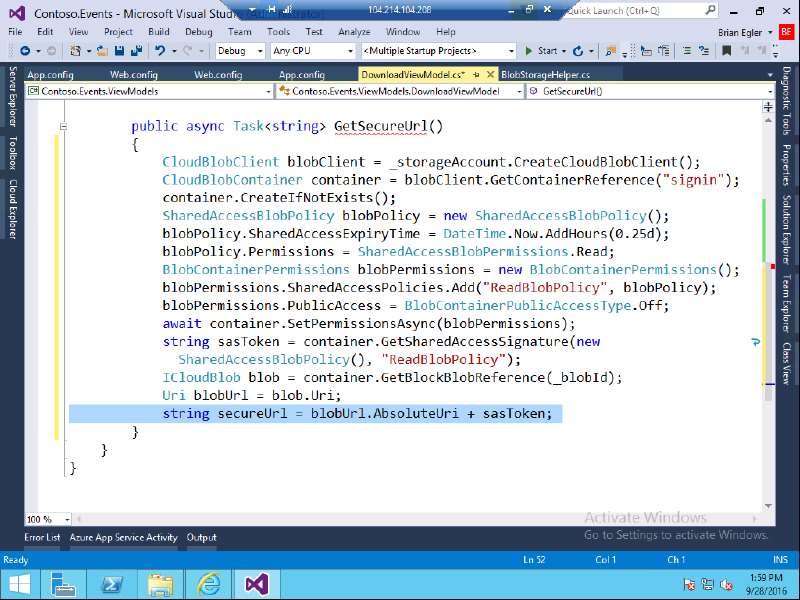 Contoso.Events - Microsoft Visual Studio (Administrator)
104.214.104.208
Quick Launch (Ctrl+Q)
File Edit View Project Build Debug Team Tools Test Analyze Window Help
Brian Egler BE
Debug Any CPU <Multiple Startup Projects> Start
App.config Web.config Web.config App.config DownloadViewModel.cs* BlobStorageHelper.cs
Contoso.Events.ViewModels Contoso.Events.ViewModels.DownloadViewModel GetSecureUrl()
Server Explorer
Toolbox
Cloud Explorer
public async Task<string> GetSecureUrl()
{
CloudBlobClient blobClient = _storageAccount.CreateCloudBlobClient();
CloudBlobContainer container = blobClient.GetContainerReference("signin");
container.CreateIfNotExists();
SharedAccessBlobPolicy blobPolicy = new SharedAccessBlobPolicy();
blobPolicy.SharedAccessExpiryTime = DateTime.Now.AddHours(0.25d);
blobPolicy.Permissions = SharedAccessBlobPermissions.Read;
BlobContainerPermissions blobPermissions = new BlobContainerPermissions();
blobPermissions.SharedAccessPolicies.Add("ReadBlobPolicy", blobPolicy);
blobPermissions.PublicAccess = BlobContainerPublicAccessType.Off;
await container.SetPermissionsAsync(blobPermissions);
string sasToken = container.GetSharedAccessSignature(new
SharedAccessBlobPolicy(), "ReadBlobPolicy");
ICloudBlob blob = container.GetBlockBlobReference(_blobId);
Uri blobUrl = blob.Uri;
string secureUrl = blobUrl.AbsoluteUri + sasToken;
}
}
}
Diagnostic Tools
Properties
Solution Explorer
Team Explorer
Class View
100 %
Activate Windows
Go to Settings to activate Windows.
Error List Azure App Service Activity Output
Ready Ln 52 Col 1 Ch 1 INS
1:59 PM
9/28/2016